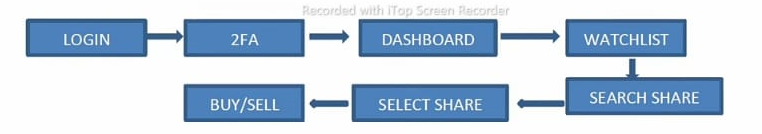 Recorded with iTop Screen Recorder
LOGIN
2FA
DASHBOARD
WATCHLIST
SEARCH SHARE
SELECT SHARE
BUY/SELL